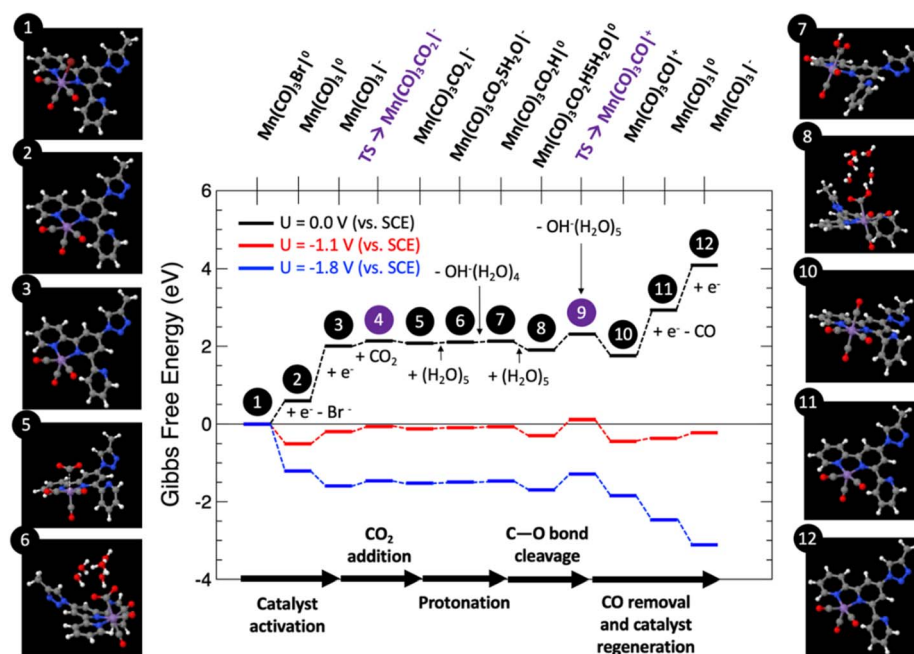 1
2
3
5
6
Mn(CO)₃Br|⁰
Mn(CO)₃|⁰
Mn(CO)₃|⁻
TS → Mn(CO)₃CO₂|⁻
Mn(CO)₃CO₂|⁻
Mn(CO)₃CO₂5H₂O|⁻
Mn(CO)₃CO₂H|⁰
Mn(CO)₃CO₂H5H₂O|⁰
TS → Mn(CO)₃CO|⁺
Mn(CO)₃CO|⁺
Mn(CO)₃|⁰
Mn(CO)₃|⁻
Gibbs Free Energy (eV)
6
4
2
0
-2
-4
U = 0.0 V (vs. SCE)
U = -1.1 V (vs. SCE)
U = -1.8 V (vs. SCE)
- OH⁻(H₂O)₅
- OH⁻(H₂O)₄
1
2
3
4
5
6
7
8
9
10
11
12
+ e⁻ - Br⁻
+ e⁻
+ CO₂
+ (H₂O)₅
+ (H₂O)₅
+ e⁻ - CO
+ e⁻
CO₂
addition
C—O bond
cleavage
Catalyst
activation
Protonation
CO removal
and catalyst
regeneration
7
8
10
11
12